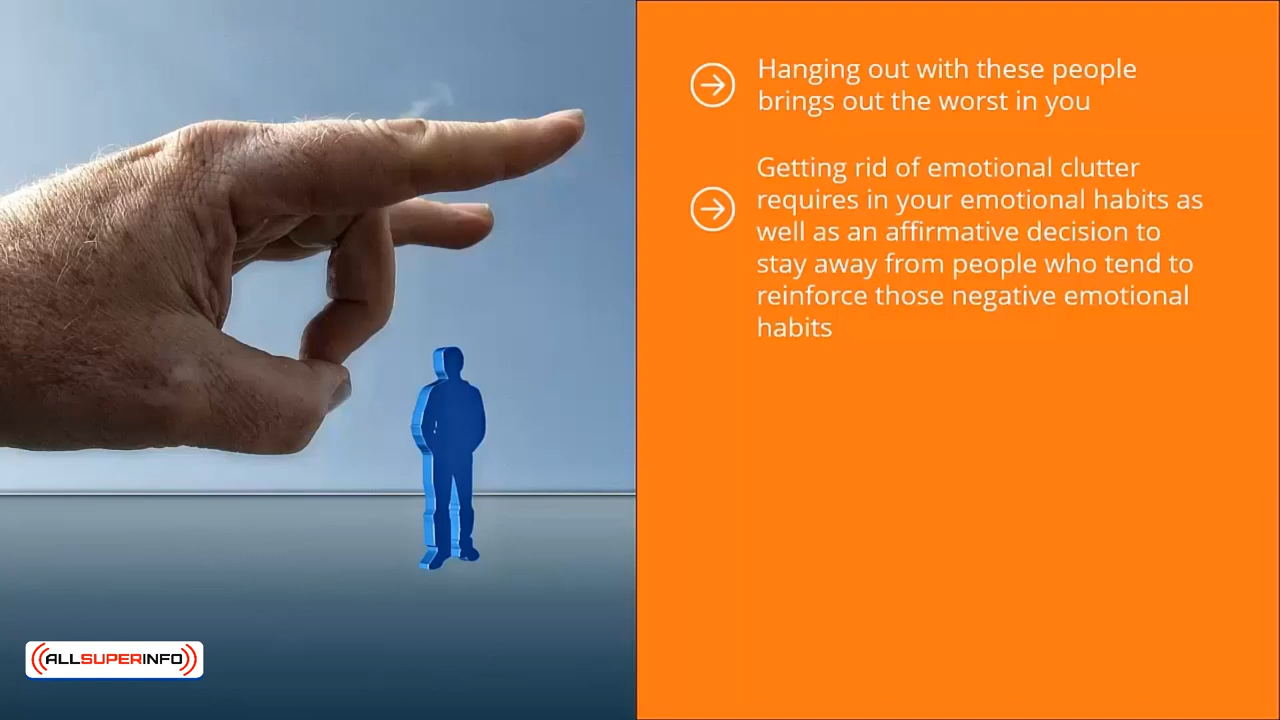 Hanging out with these people
brings out the worst in you
Getting rid of emotional clutter
requires in your emotional habits as
well as an affirmative decision to
stay away from people who tend to
reinforce those negative emotional
habits
ALLSUPERINFO